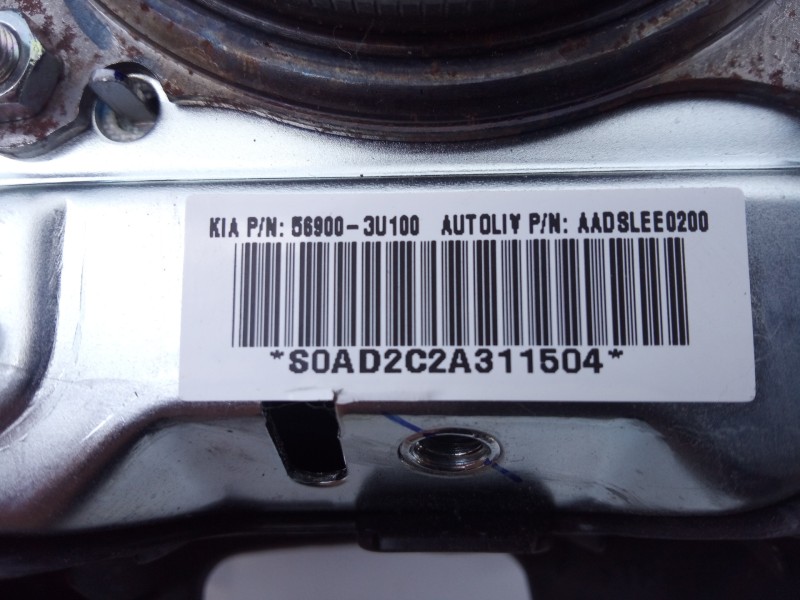 KIA P/N: 56900-3U100 AUTOLIV P/N: AADSLEE0200
*S0AD2C2A311504*